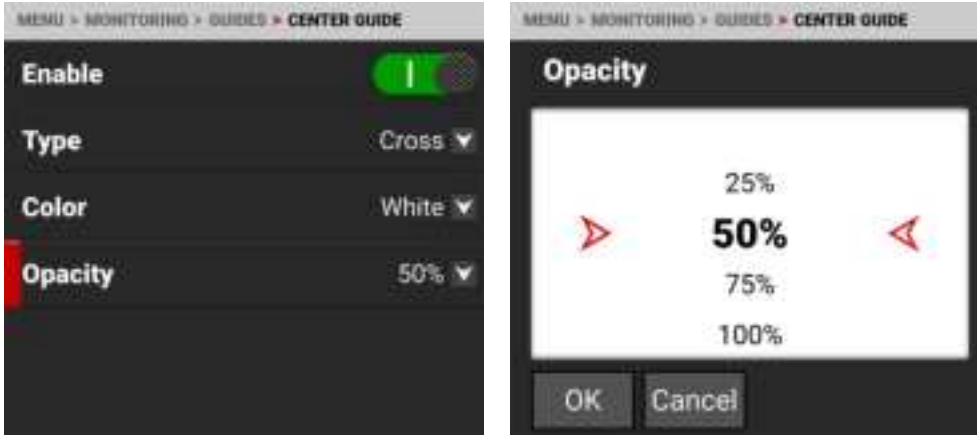 MENU > MONITORING > GUIDES > CENTER GUIDE
Enable
Type Cross
Color White
Opacity 50%
MENU > MONITORING > GUIDES > CENTER GUIDE
Opacity
25%
50%
75%
100%
OK Cancel